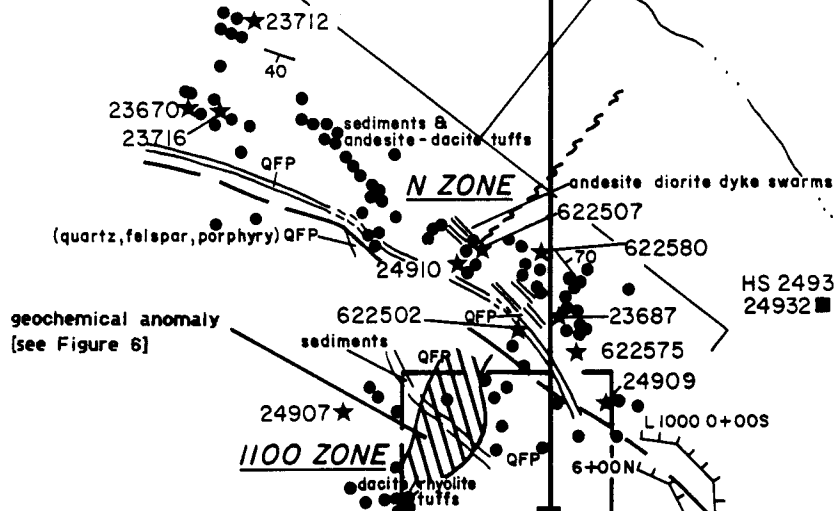 23712
40
23670
23716
sediments &
andesite-dacite tuffs
QFP
N ZONE
andesite diorite dyke swarms
622507
(quartz,felspar,porphyry) QFP
622580
24910
70
HS 2493
24932
geochemical anomaly
[see Figure 6]
622502
QFP
23687
sediments
QFP
622575
24909
24907
L 1000 0+00S
1100 ZONE
QFP
6+00N
dacite/rhyolite
tuffs